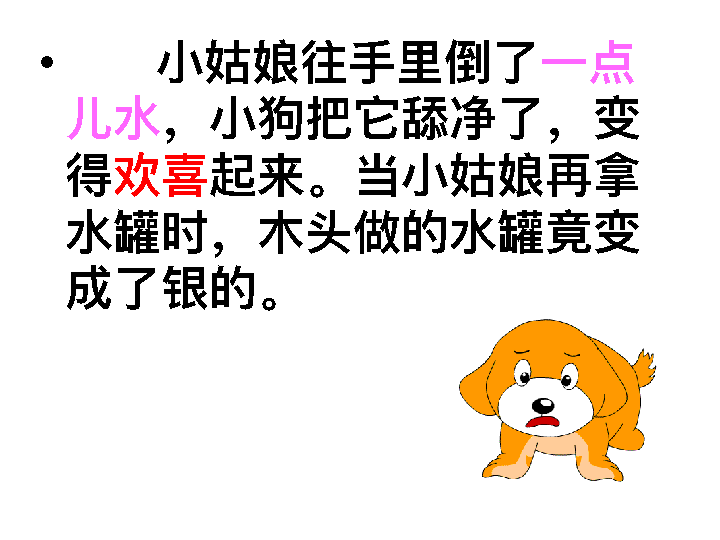 • 小姑娘往手里倒了一点
儿水，小狗把它舔净了，变
得欢喜起来。当小姑娘再拿
水罐时，木头做的水罐竟变
成了银的。